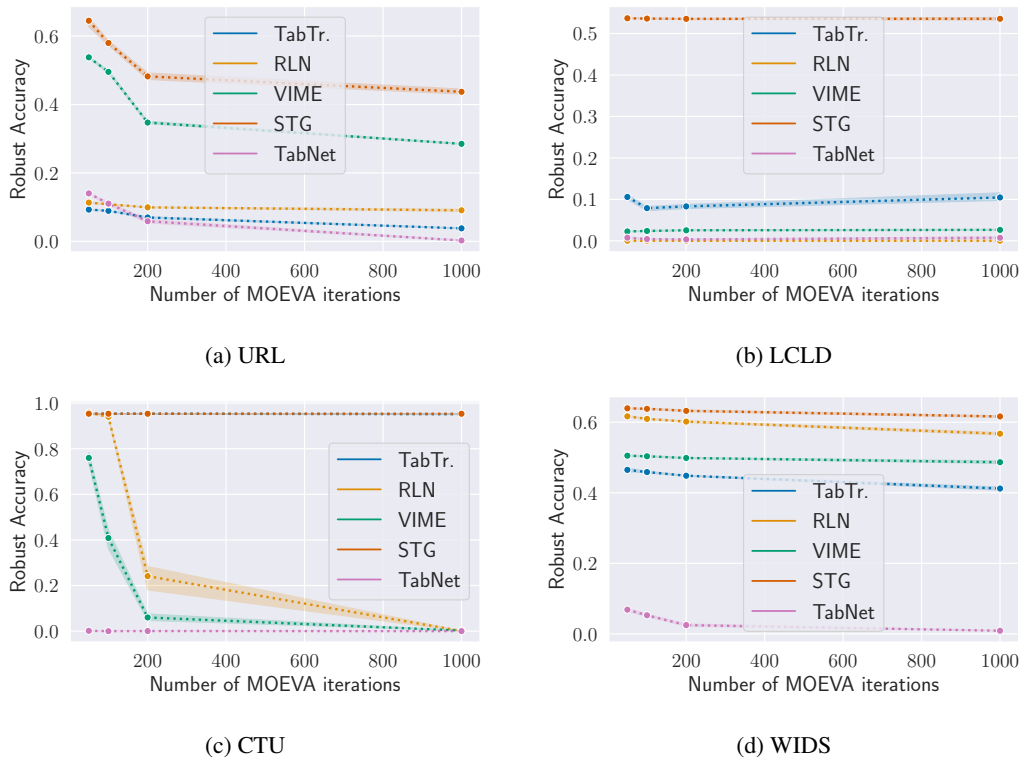 0.6
0.4
0.2
0.0
Robust Accuracy
TabTr.
RLN
VIME
STG
TabNet
200 400 600 800 1000
Number of MOEVA iterations
(a) URL
0.5
0.4
0.3
0.2
0.1
0.0
Robust Accuracy
TabTr.
RLN
VIME
STG
TabNet
200 400 600 800 1000
Number of MOEVA iterations
(b) LCLD
1.0
0.8
0.6
0.4
0.2
0.0
Robust Accuracy
TabTr.
RLN
VIME
STG
TabNet
200 400 600 800 1000
Number of MOEVA iterations
(c) CTU
0.6
0.4
0.2
0.0
Robust Accuracy
TabTr.
RLN
VIME
STG
TabNet
200 400 600 800 1000
Number of MOEVA iterations
(d) WIDS